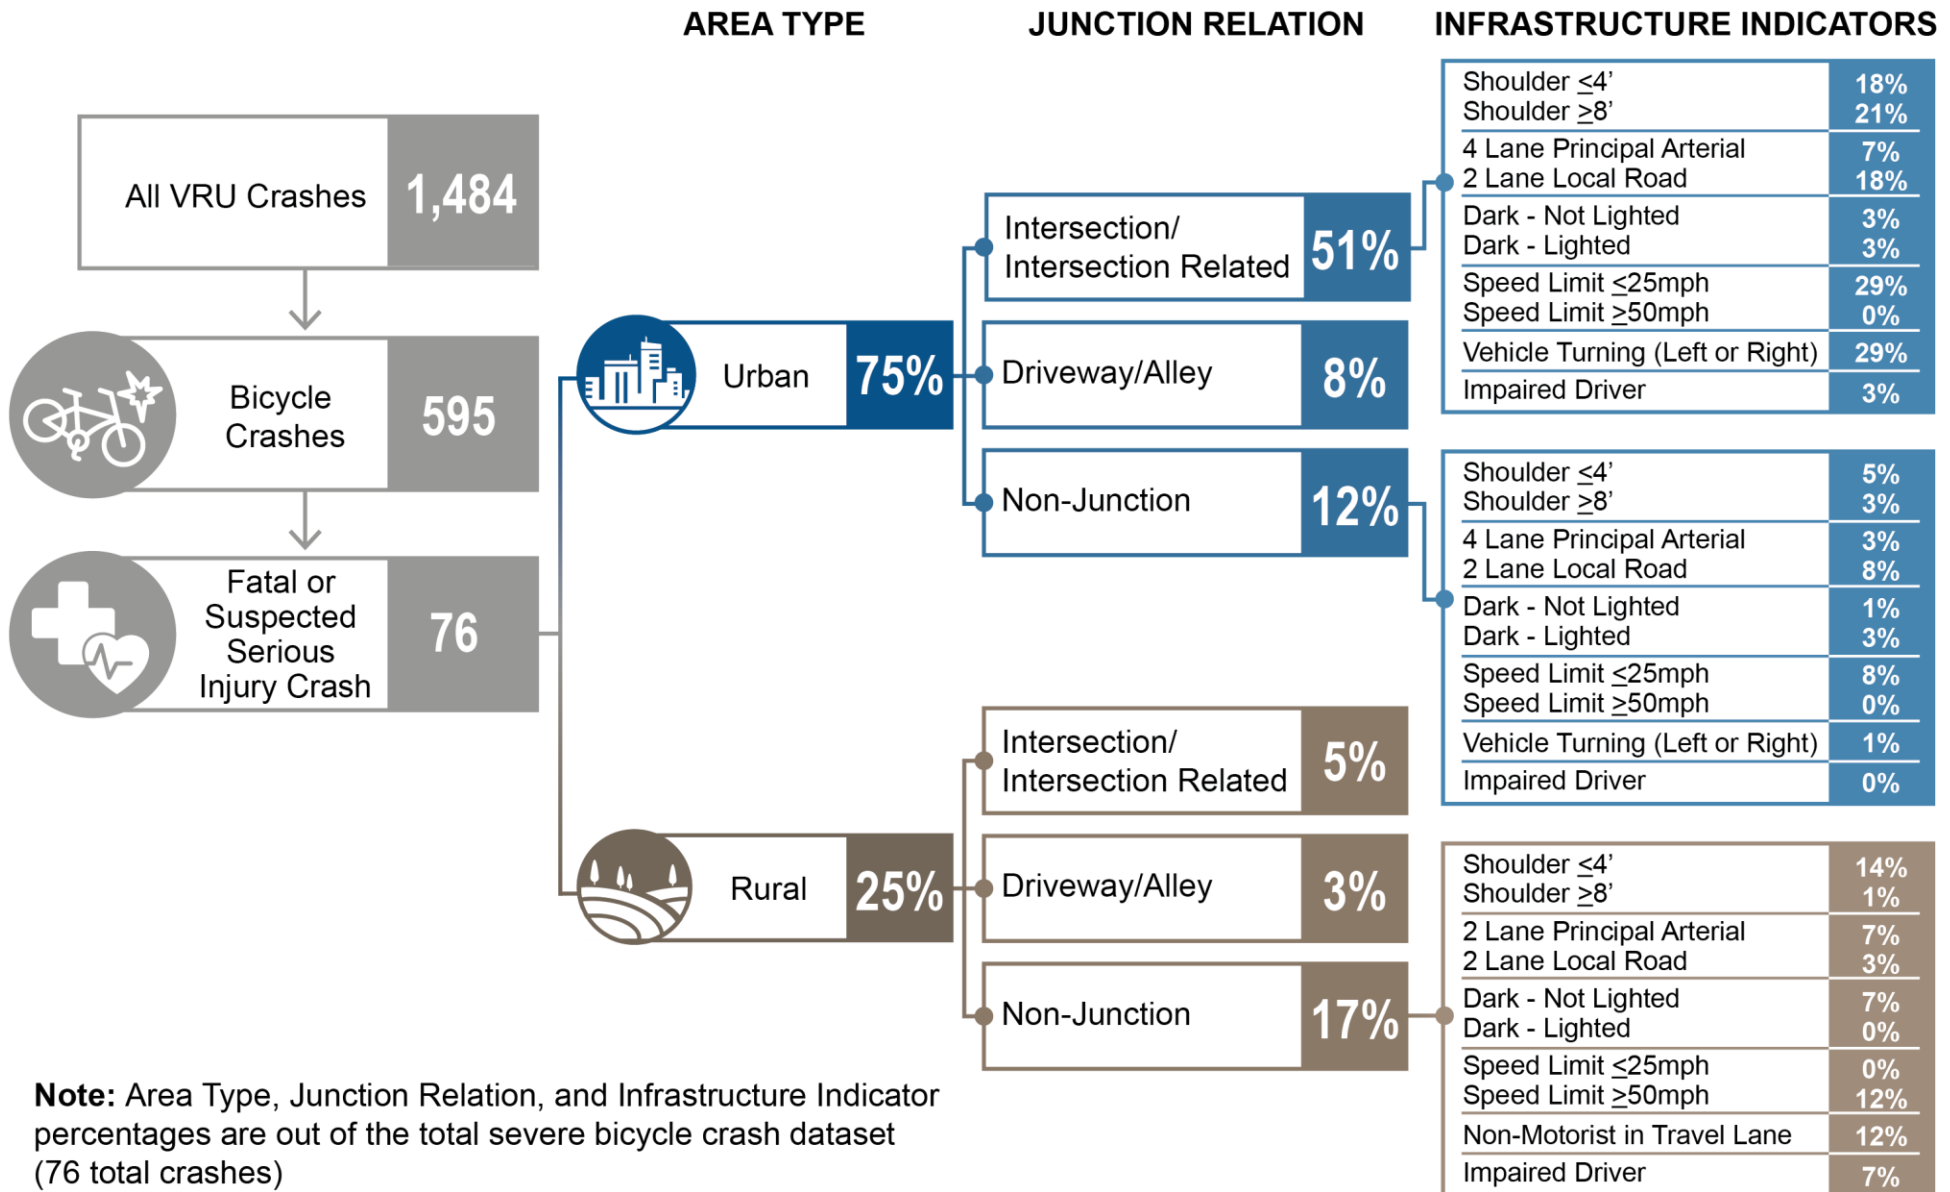 AREA TYPE
JUNCTION RELATION
INFRASTRUCTURE INDICATORS
All VRU Crashes
1,484
Bicycle
Crashes
595
Fatal or
Suspected
Serious
Injury Crash
76
Urban
75%
Intersection/
Intersection Related
51%
Driveway/Alley
8%
Non-Junction
12%
Shoulder ≤4’ 18%
Shoulder ≥8’ 21%
4 Lane Principal Arterial 7%
2 Lane Local Road 18%
Dark - Not Lighted 3%
Dark - Lighted 3%
Speed Limit ≤25mph 29%
Speed Limit ≥50mph 0%
Vehicle Turning (Left or Right) 29%
Impaired Driver 3%
Shoulder ≤4’ 5%
Shoulder ≥8’ 3%
4 Lane Principal Arterial 3%
2 Lane Local Road 8%
Dark - Not Lighted 1%
Dark - Lighted 3%
Speed Limit ≤25mph 8%
Speed Limit ≥50mph 0%
Vehicle Turning (Left or Right) 1%
Impaired Driver 0%
Rural
25%
Intersection/
Intersection Related
5%
Driveway/Alley
3%
Non-Junction
17%
Shoulder ≤4’ 14%
Shoulder ≥8’ 1%
2 Lane Principal Arterial 7%
2 Lane Local Road 3%
Dark - Not Lighted 7%
Dark - Lighted 0%
Speed Limit ≤25mph 0%
Speed Limit ≥50mph 12%
Non-Motorist in Travel Lane 12%
Impaired Driver 7%
Note: Area Type, Junction Relation, and Infrastructure Indicator
percentages are out of the total severe bicycle crash dataset
(76 total crashes)